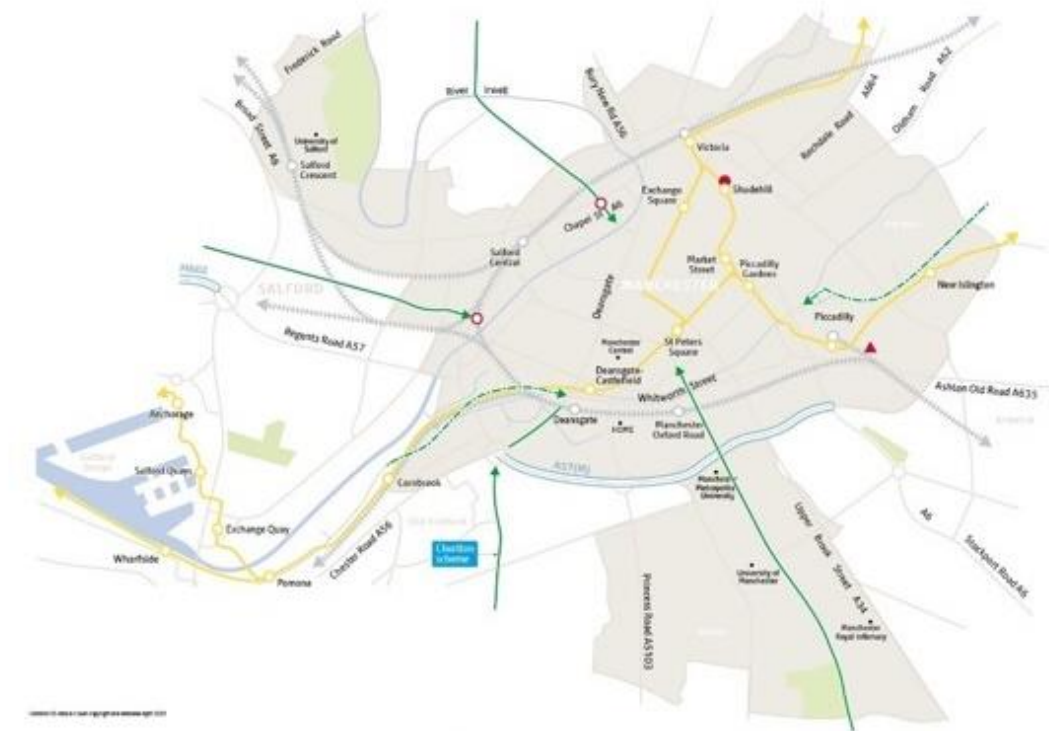 Frederick Road
River Irwell
Bury New Rd A56
Broad Street A6
University of
Salford
Salford
Crescent
Rochdale Road
A664
Oldham Road A62
Victoria
Shudehill
Exchange
Square
Chapel St A6
Salford
Central
Market
Street
Piccadilly
Gardens
MANCHESTER
Deansgate
New Islington
M602
SALFORD
Piccadilly
Regents Road A57
Manchester
Central
St Peters
Square
Deansgate-
Castlefield
Whitworth Street
Ashton Old Road A635
Anchorage
Deansgate
HOME
Manchester
Oxford Road
Salford Quays
Cornbrook
A57(M)
Manchester
Metropolitan
University
Exchange Quay
Chester Road A56
Chorlton
scheme
Upper Brook Street A34
A6
Stockport Road A6
Wharfside
Pomona
University of
Manchester
Princess Road A5103
Manchester
Royal Infirmary